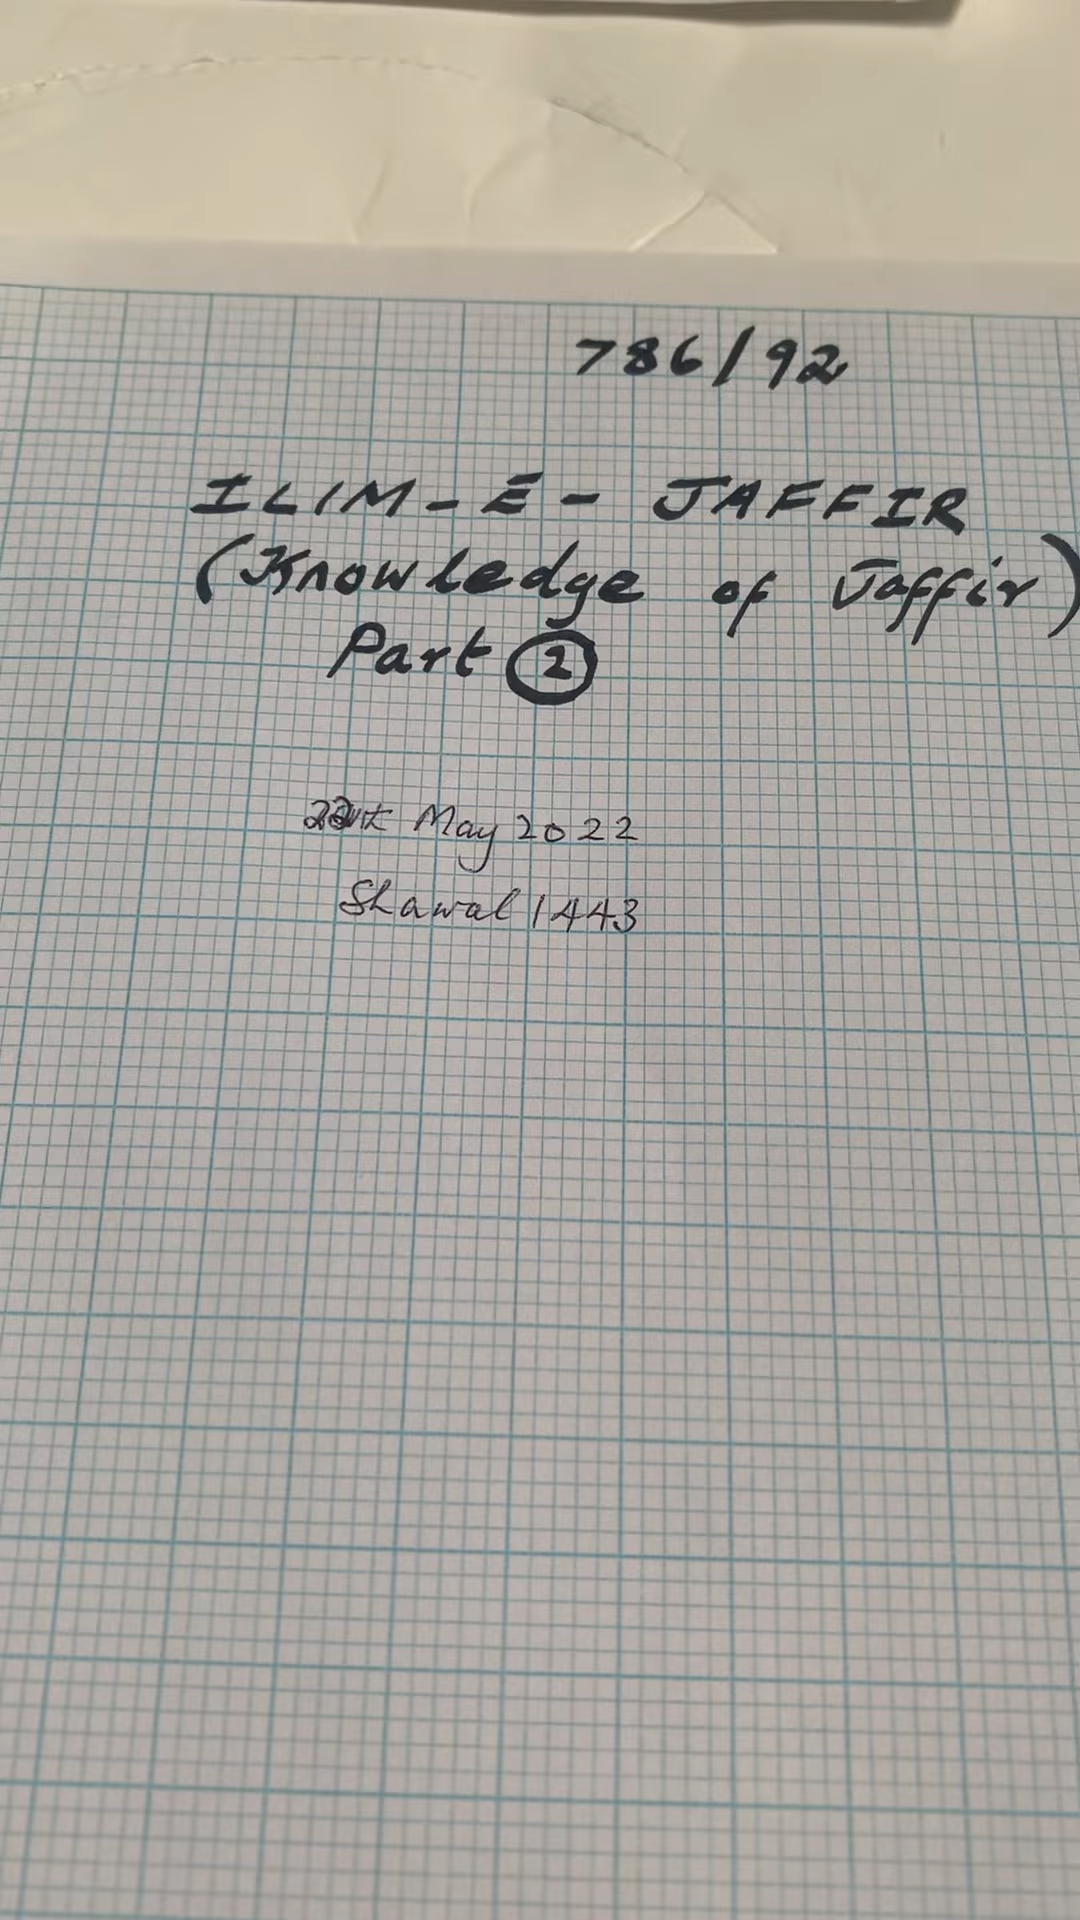 786/92
ILIM-E- JAFFIR
(Knowledge of Jaffir)
Part 2
May 2022
Shawal 1443